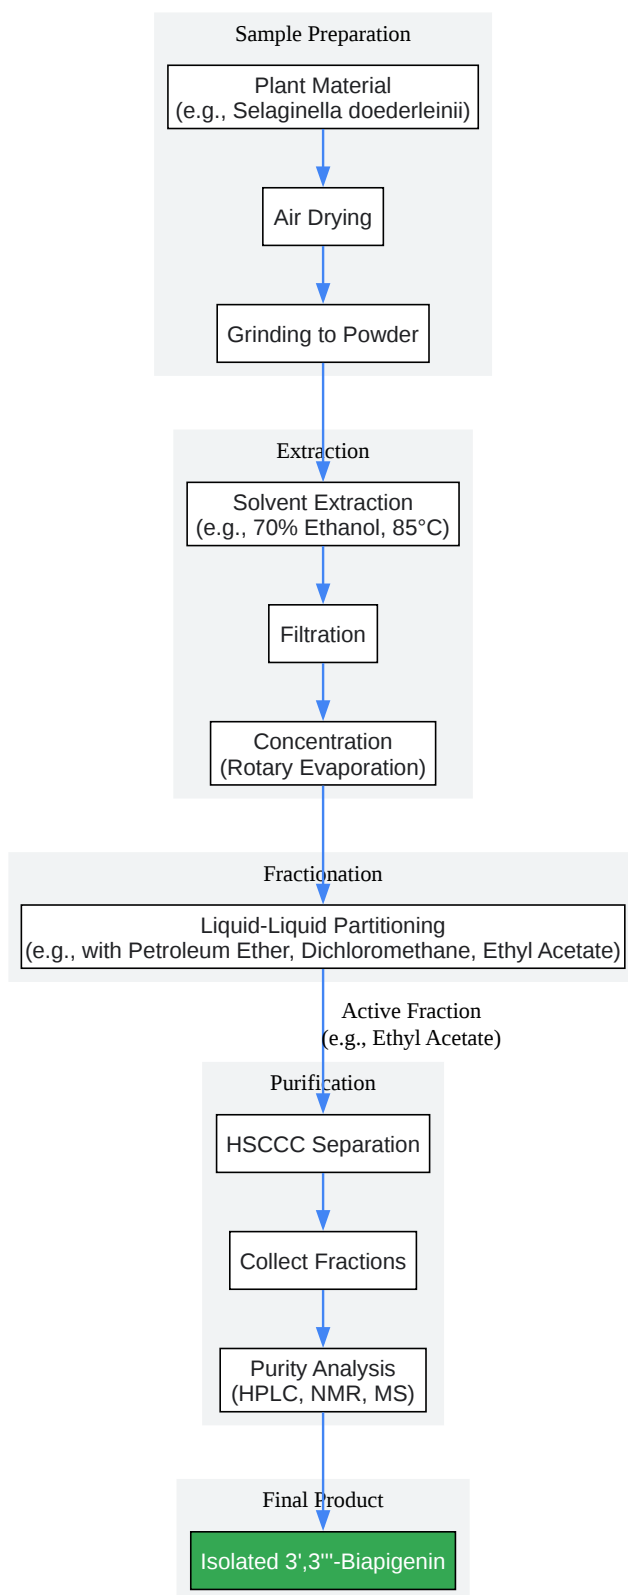 Sample Preparation
Plant Material
(e.g., Selaginella doederleinii)
Air Drying
Grinding to Powder
Extraction
Solvent Extraction
(e.g., 70% Ethanol, 85°C)
Filtration
Concentration
(Rotary Evaporation)
Fractionation
Liquid-Liquid Partitioning
(e.g., with Petroleum Ether, Dichloromethane, Ethyl Acetate)
Active Fraction
(e.g., Ethyl Acetate)
Purification
HSCCC Separation
Collect Fractions
Purity Analysis
(HPLC, NMR, MS)
Final Product
Isolated 3',3'''-Biapigenin